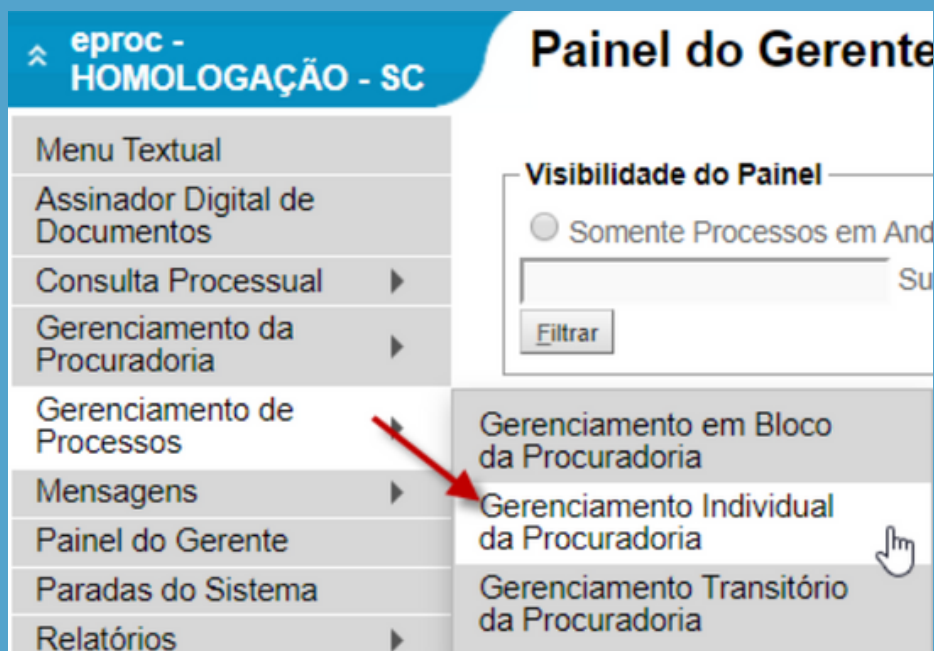 eproc -
HOMOLOGAÇÃO - SC
Painel do Gerente
Menu Textual
Assinador Digital de
Documentos
Consulta Processual
Gerenciamento da
Procuradoria
Gerenciamento de
Processos
Mensagens
Painel do Gerente
Paradas do Sistema
Relatórios
Visibilidade do Painel
Somente Processos em And
Su
Filtrar
Gerenciamento em Bloco
da Procuradoria
Gerenciamento Individual
da Procuradoria
Gerenciamento Transitório
da Procuradoria